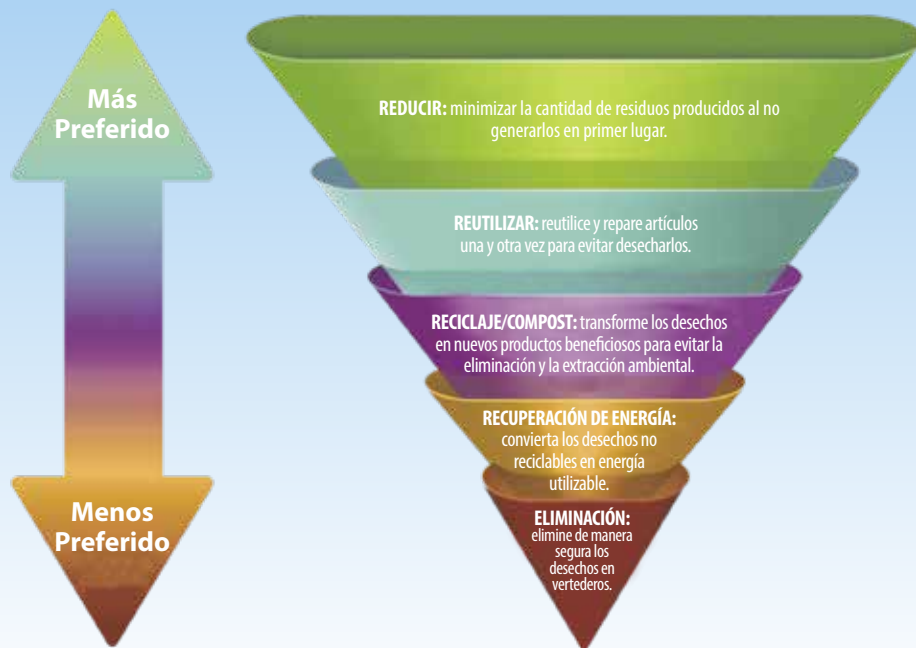 Más
Preferido
REDUCIR: minimizar la cantidad de residuos producidos al no
generarlos en primer lugar.
REUTILIZAR: reutilice y repare artículos
una y otra vez para evitar desecharlos.
RECICLAJE/COMPOST: transforme los desechos
en nuevos productos beneficiosos para evitar la
eliminación y la extracción ambiental.
RECUPERACIÓN DE ENERGÍA:
convierta los desechos no
reciclables en energía
utilizable.
Menos
Preferido
ELIMINACIÓN:
elimine de manera
segura los
desechos en
vertederos.